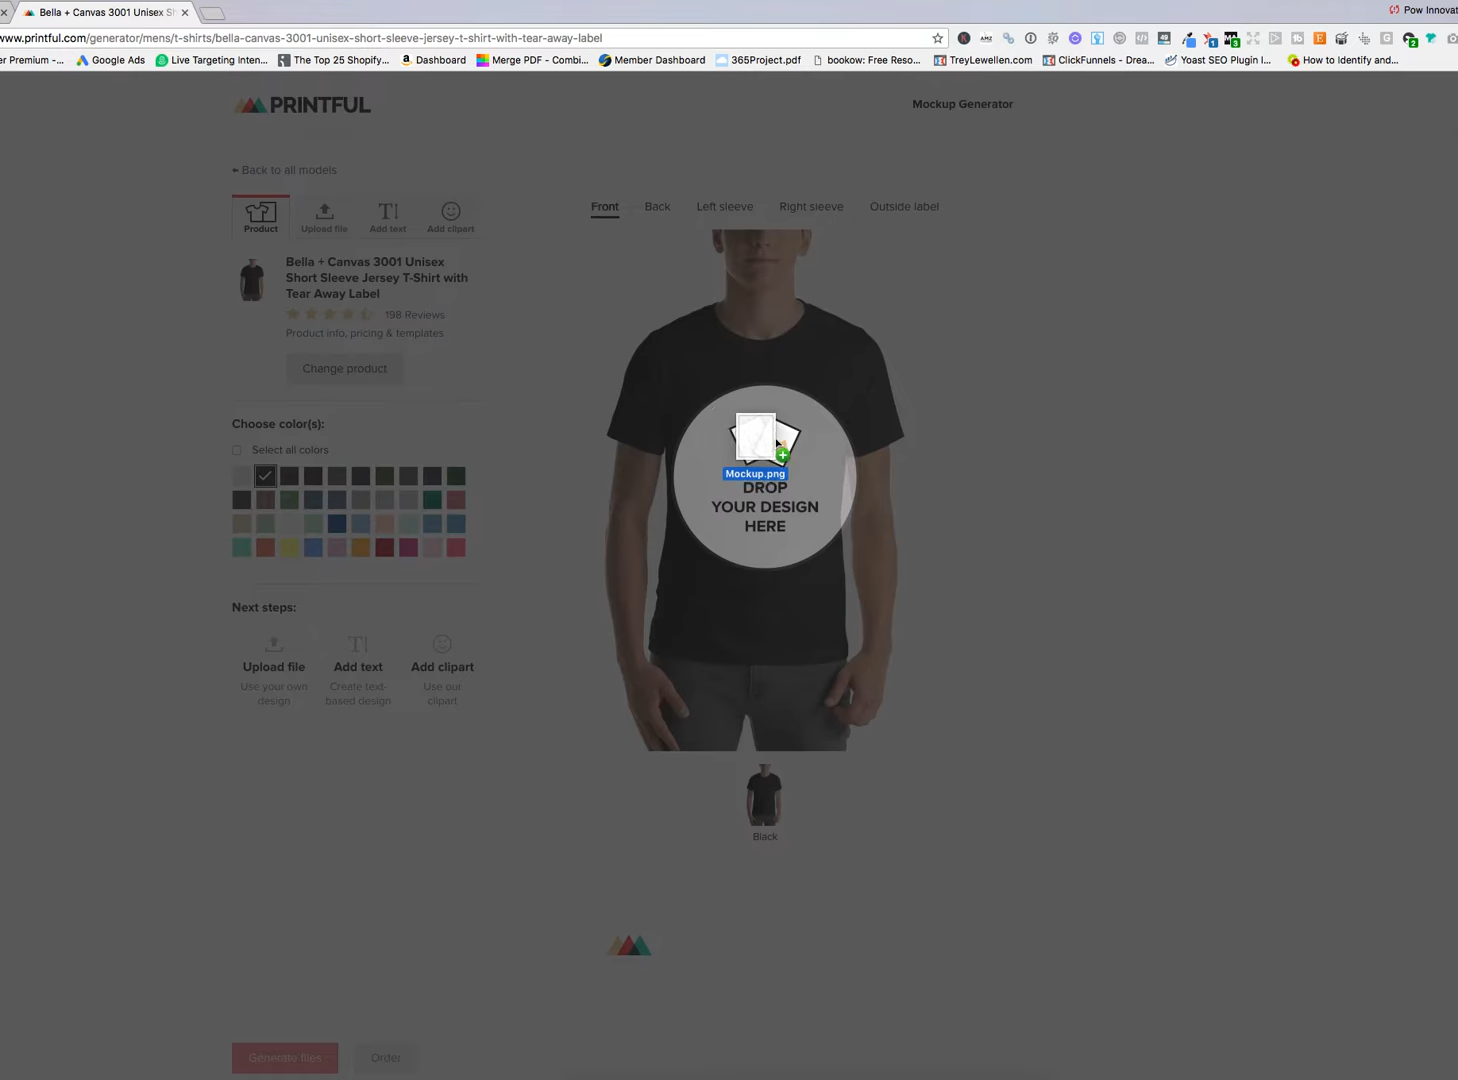 Bella + Canvas 3001 Unisex Sh
Pow Innovat
www.printful.com/generator/mens/t-shirts/bella-canvas-3001-unisex-short-sleeve-jersey-t-shirt-with-tear-away-label
er Premium -...
Google Ads
Live Targeting Inten...
The Top 25 Shopify...
Dashboard
Merge PDF - Combi...
Member Dashboard
365Project.pdf
bookow: Free Reso...
TreyLewellen.com
ClickFunnels - Drea...
Yoast SEO Plugin I...
How to Identify and...
PRINTFUL
Mockup Generator
Back to all models
Product
Upload file
Add text
Add clipart
Front
Back
Left sleeve
Right sleeve
Outside label
Bella + Canvas 3001 Unisex
Short Sleeve Jersey T-Shirt with
Tear Away Label
198 Reviews
Product info, pricing & templates
Change product
Choose color(s):
Select all colors
Mockup.png
DROP
YOUR DESIGN
HERE
Next steps:
Upload file
Use your own
design
Add text
Create text-
based design
Add clipart
Use our
clipart
Black
Generate files
Order